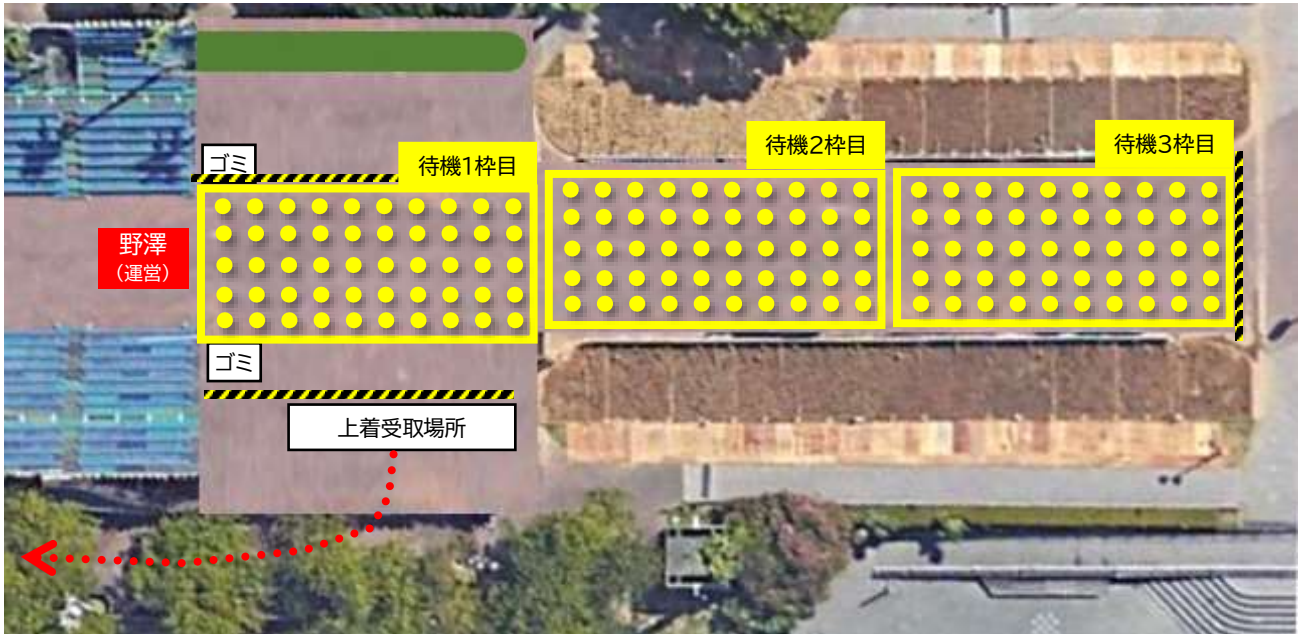 待機3枠目
待機2枠目
待機1枠目
ゴミ
野澤
（運営）
ゴミ
上着受取場所